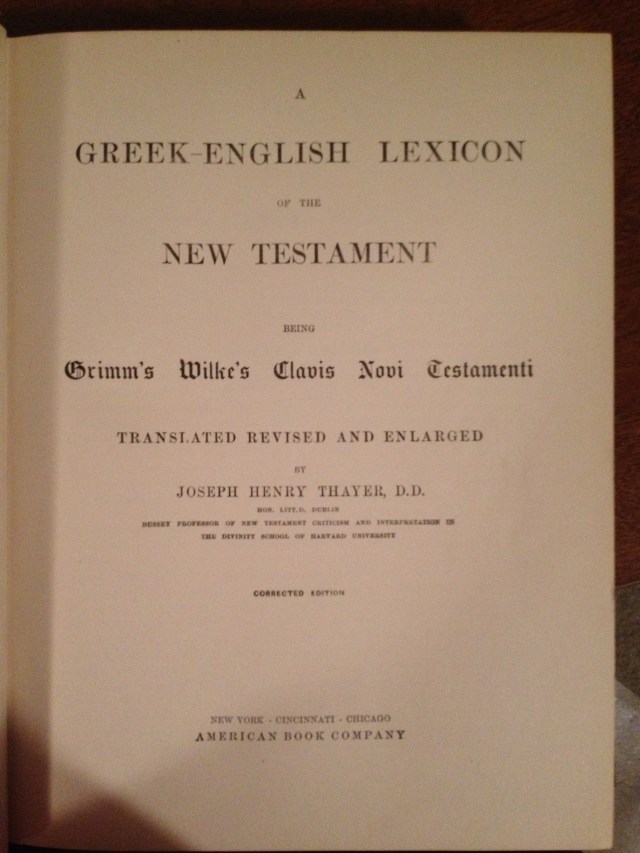 A
GREEK-ENGLISH LEXICON
OF THE
NEW TESTAMENT
BEING
Grimm's Wilke's Clavis Novi Testamenti
TRANSLATED REVISED AND ENLARGED
BY
JOSEPH HENRY THAYER, D.D.
HON. LITT.D. DUBLIN
BUSSEY PROFESSOR OF NEW TESTAMENT CRITICISM AND INTERPRETATION IN
THE DIVINITY SCHOOL OF HARVARD UNIVERSITY
CORRECTED EDITION
NEW YORK - CINCINNATI - CHICAGO
AMERICAN BOOK COMPANY